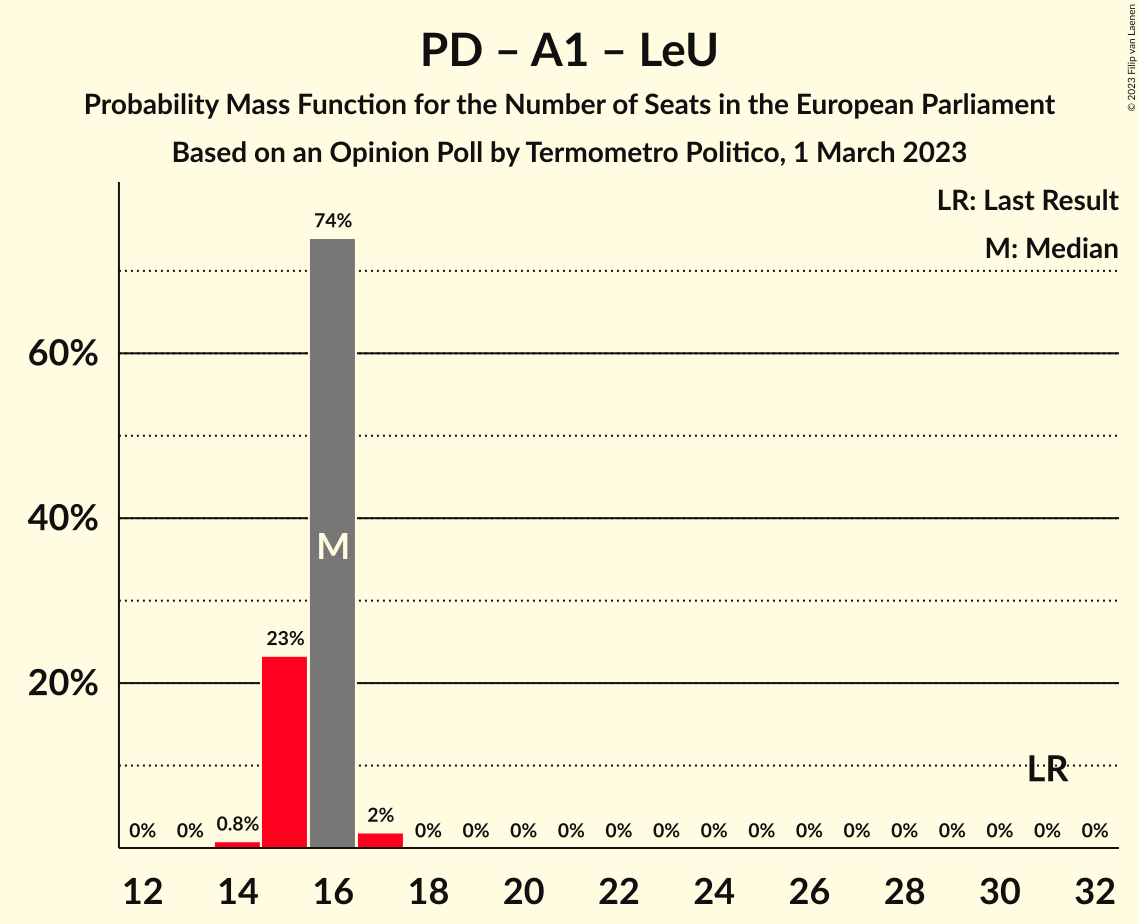 PD – A1 – LeU
Probability Mass Function for the Number of Seats in the European Parliament
Based on an Opinion Poll by Termometro Politico, 1 March 2023
© 2023 Filip van Laenen
LR: Last Result
M: Median
74%
60%
40%
M
23%
20%
LR
0% 0% 0.8% 2% 0% 0% 0% 0% 0% 0% 0% 0% 0% 0% 0% 0% 0% 0% 0%
12 14 16 18 20 22 24 26 28 30 32